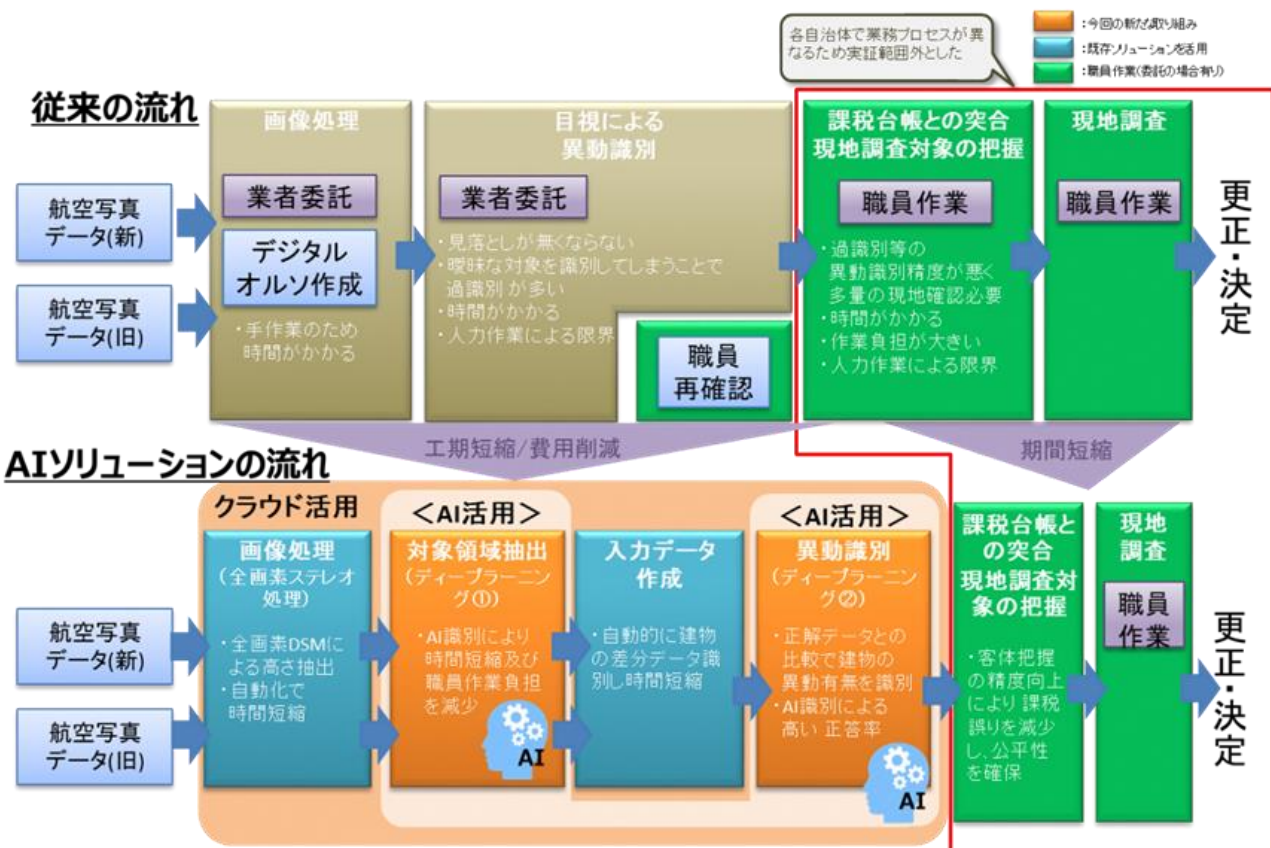 各自治体で業務プロセスが異
なるため実証範囲外とした
：今回の新たな取り組み
：既存ソリューションを活用
：職員作業(委託の場合有り)
従来の流れ
航空写真
データ(新)
航空写真
データ(旧)
画像処理
業者委託
デジタル
オルソ作成
・手作業のため
時間がかかる
目視による
異動識別
業者委託
・見落としが無くならない
・曖昧な対象を識別してしまうことで
過識別が多い
・時間がかかる
・人力作業による限界
職員
再確認
課税台帳との突合
現地調査対象の把握
職員作業
・過識別等の
異動識別精度が悪く
多量の現地確認必要
・時間がかかる
・作業負担が大きい
・人力作業による限界
現地調査
職員作業
更正・決定
工期短縮/費用削減
期間短縮
AIソリューションの流れ
航空写真
データ(新)
航空写真
データ(旧)
クラウド活用
画像処理
（全画素ステレオ
処理）
・全画素DSMに
よる高さ抽出
・自動化で
時間短縮
＜AI活用＞
対象領域抽出
（ディープラーニン
グ①）
・AI識別により
時間短縮及び
職員作業負担
を減少
AI
入力データ
作成
・自動的に建物
の差分データ識
別し時間短縮
＜AI活用＞
異動識別
（ディープラーニン
グ②）
・正解データとの
比較で建物の
異動有無を識別
・AI識別による
高い正答率
AI
課税台帳と
の突合
現地調査対
象の把握
・客体把握
の精度向上
により課税
誤りを減少
し、公平性
を確保
現地
調査
職員
作業
更正・決定